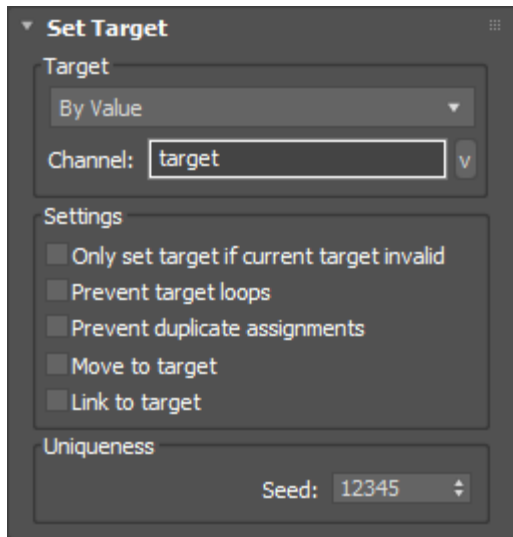 Set Target
Target
By Value
Channel: target v
Settings
Only set target if current target invalid
Prevent target loops
Prevent duplicate assignments
Move to target
Link to target
Uniqueness
Seed: 12345